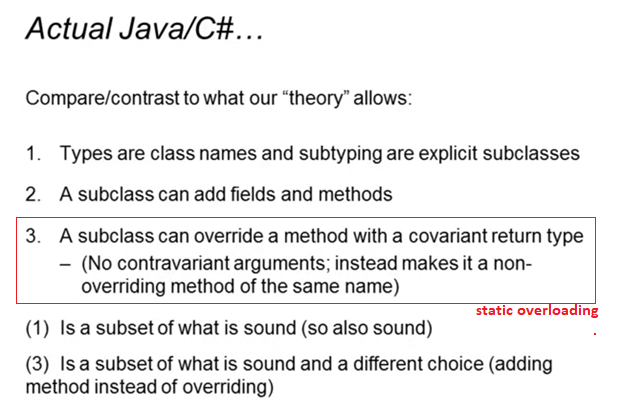 Actual Java/C#…
Compare/contrast to what our “theory” allows:
1. Types are class names and subtyping are explicit subclasses
2. A subclass can add fields and methods
3. A subclass can override a method with a covariant return type
– (No contravariant arguments; instead makes it a non-
overriding method of the same name)
static overloading
.
(1) Is a subset of what is sound (so also sound)
(3) Is a subset of what is sound and a different choice (adding
method instead of overriding)